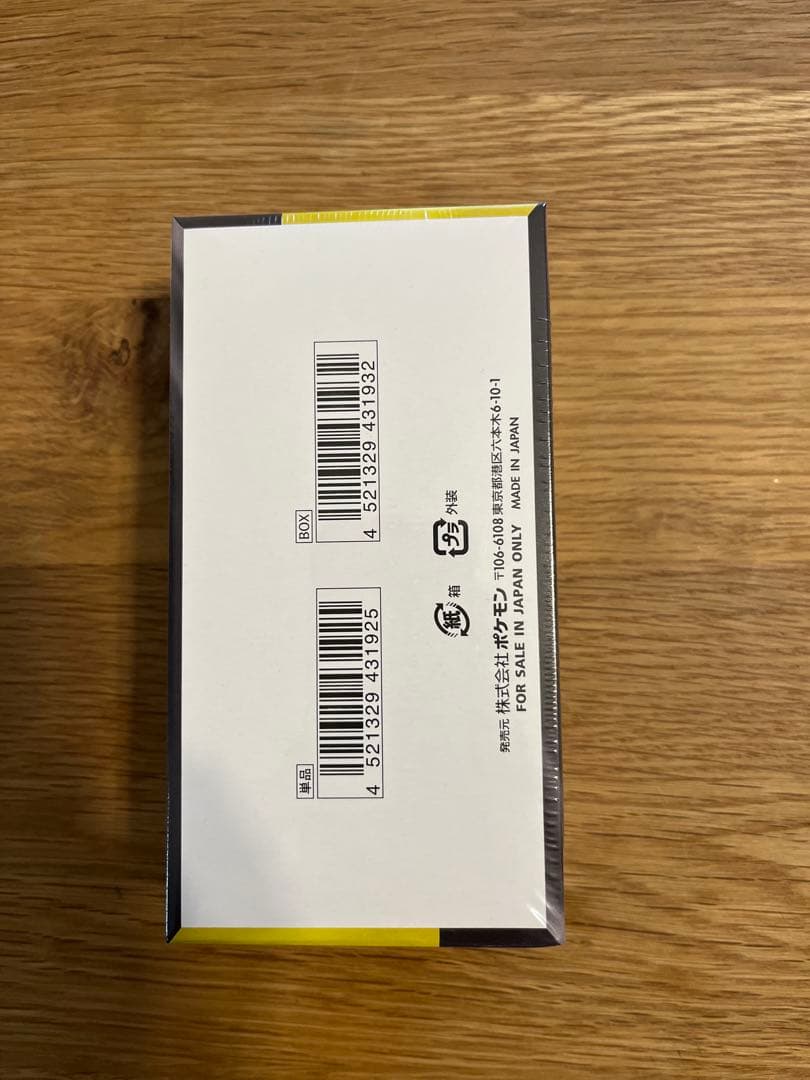 単品
4 521329 431925
BOX
4 521329 431932
紙 箱
プラ 外装
発売元 株式会社ポケモン 〒106-6108 東京都港区六本木6-10-1
FOR SALE IN JAPAN ONLY MADE IN JAPAN